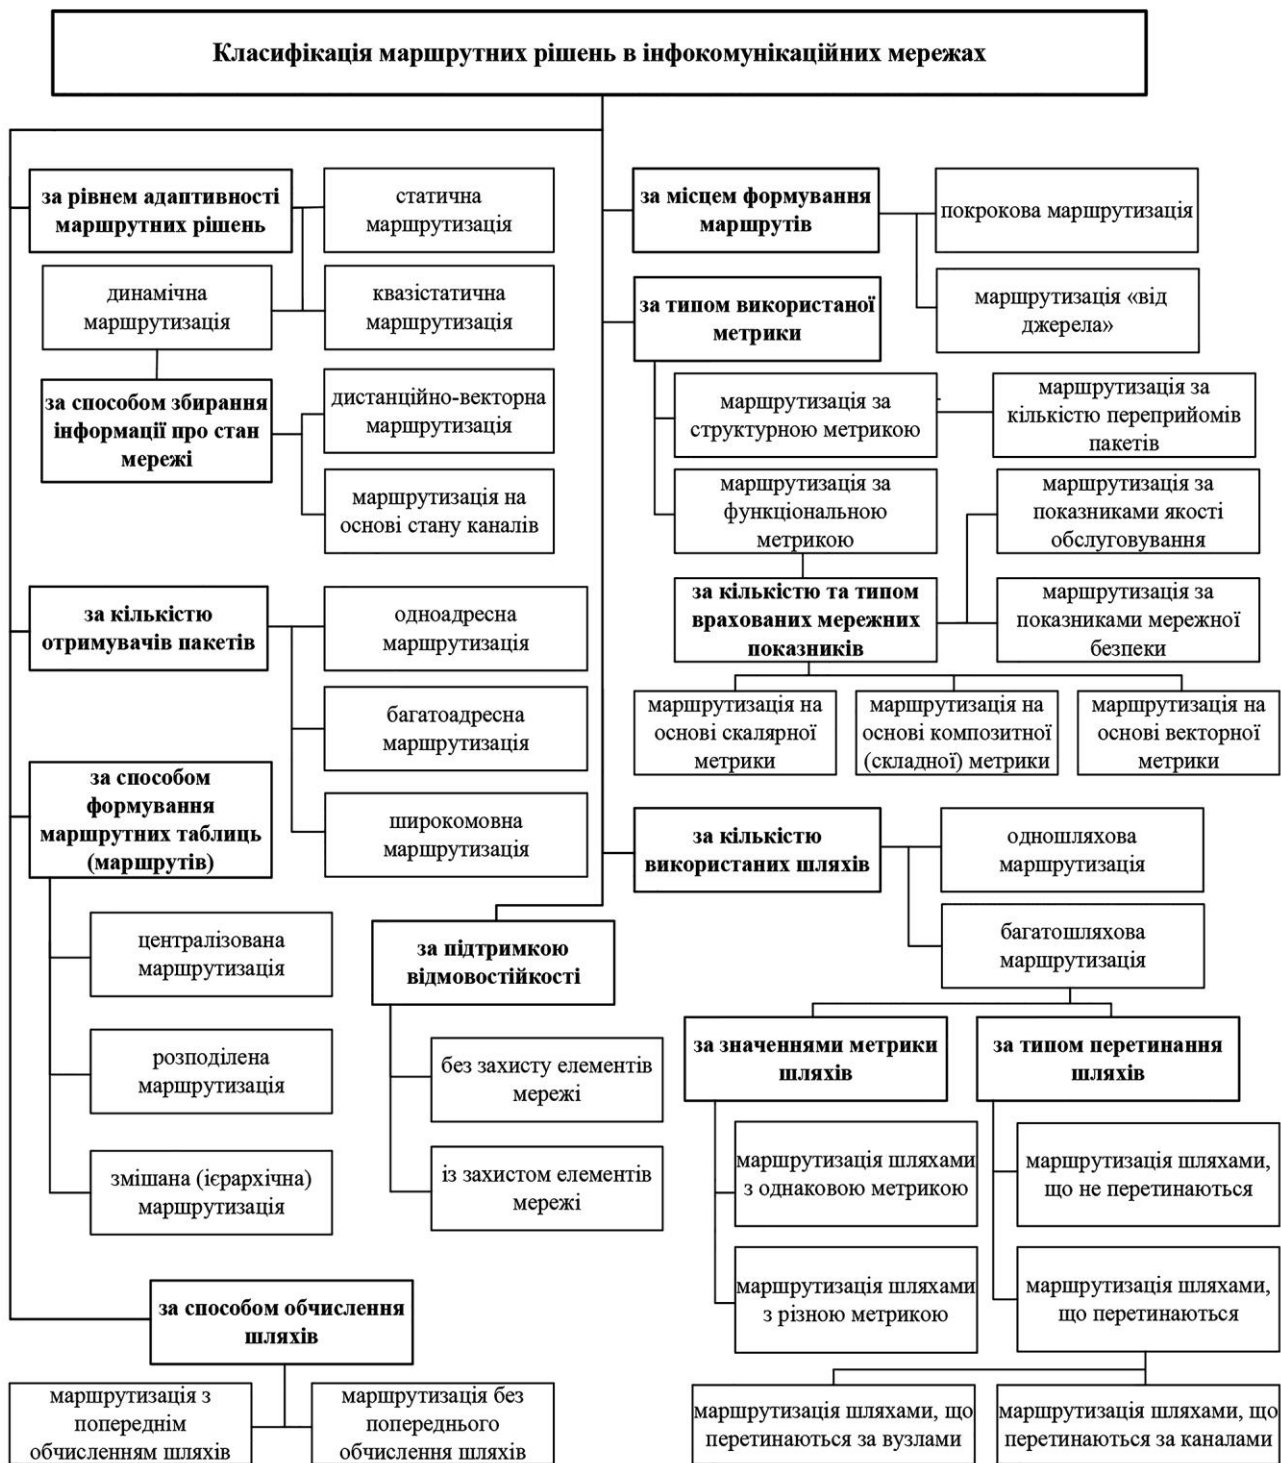 Класифікація маршрутних рішень в інфокомунікаційних мережах
за рівнем адаптивності
маршрутних рішень
статична
маршрутизація
динамічна
маршрутизація
квазістатична
маршрутизація
за способом збирання
інформації про стан
мережі
дистанційно-векторна
маршрутизація
маршрутизація на
основі стану каналів
за кількістю
отримувачів пакетів
одноадресна
маршрутизація
багатоадресна
маршрутизація
широкомовна
маршрутизація
за способом
формування
маршрутних таблиць
(маршрутів)
централізована
маршрутизація
розподілена
маршрутизація
змішана (ієрархічна)
маршрутизація
за підтримкою
відмовостійкості
без захисту елементів
мережі
із захистом елементів
мережі
за способом обчислення
шляхів
маршрутизація з
попереднім
обчисленням шляхів
маршрутизація без
попереднього
обчислення шляхів
за місцем формування
маршрутів
покрокова маршрутизація
маршрутизація «від
джерела»
за типом використаної
метрики
маршрутизація за
структурною метрикою
маршрутизація за
кількістю переприйомів
пакетів
маршрутизація за
функціональною
метрикою
маршрутизація за
показниками якості
обслуговування
за кількістю та типом
врахованих мережних
показників
маршрутизація за
показниками мережної
безпеки
маршрутизація на
основі скалярної
метрики
маршрутизація на
основі композитної
(складної) метрики
маршрутизація на
основі векторної
метрики
за кількістю
використаних шляхів
одношляхова
маршрутизація
багатошляхова
маршрутизація
за значеннями метрики
шляхів
маршрутизація шляхами
з однаковою метрикою
маршрутизація шляхами
з різною метрикою
за типом перетинання
шляхів
маршрутизація шляхами,
що не перетинаються
маршрутизація шляхами,
що перетинаються
маршрутизація шляхами, що
перетинаються за вузлами
маршрутизація шляхами, що
перетинаються за каналами